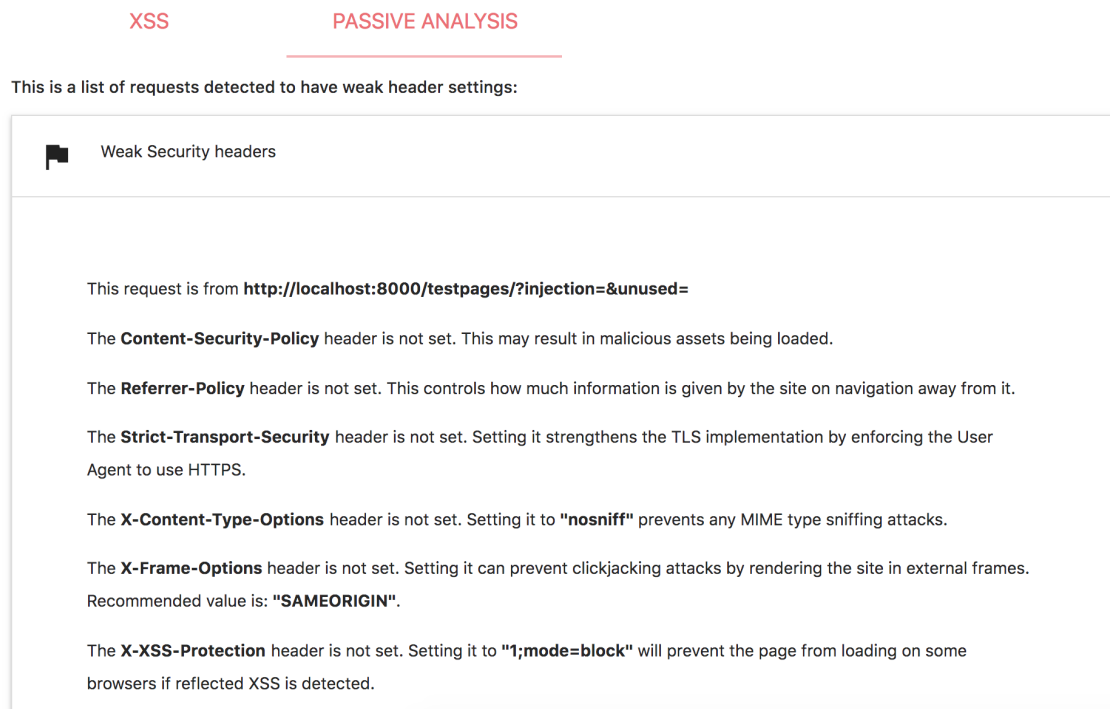 XSS
PASSIVE ANALYSIS
This is a list of requests detected to have weak header settings:
Weak Security headers
This request is from http://localhost:8000/testpages/?injection=&unused=
The Content-Security-Policy header is not set. This may result in malicious assets being loaded.
The Referrer-Policy header is not set. This controls how much information is given by the site on navigation away from it.
The Strict-Transport-Security header is not set. Setting it strengthens the TLS implementation by enforcing the User
Agent to use HTTPS.
The X-Content-Type-Options header is not set. Setting it to "nosniff" prevents any MIME type sniffing attacks.
The X-Frame-Options header is not set. Setting it can prevent clickjacking attacks by rendering the site in external frames.
Recommended value is: "SAMEORIGIN".
The X-XSS-Protection header is not set. Setting it to "1;mode=block" will prevent the page from loading on some
browsers if reflected XSS is detected.